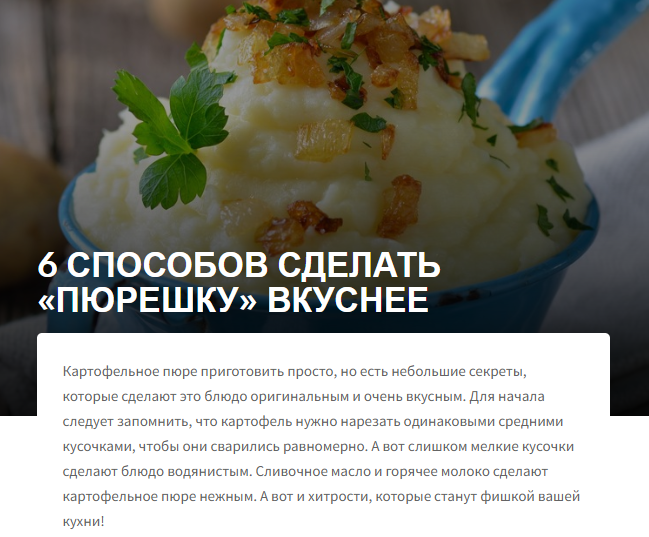 6 СПОСОБОВ СДЕЛАТЬ
«ПЮРЕШКУ» ВКУСНЕЕ
Картофельное пюре приготовить просто, но есть небольшие секреты,
которые сделают это блюдо оригинальным и очень вкусным. Для начала
следует запомнить, что картофель нужно нарезать одинаковыми средними
кусочками, чтобы они сварились равномерно. А вот слишком мелкие кусочки
сделают блюдо водянистым. Сливочное масло и горячее молоко сделают
картофельное пюре нежным. А вот и хитрости, которые станут фишкой вашей
кухни!